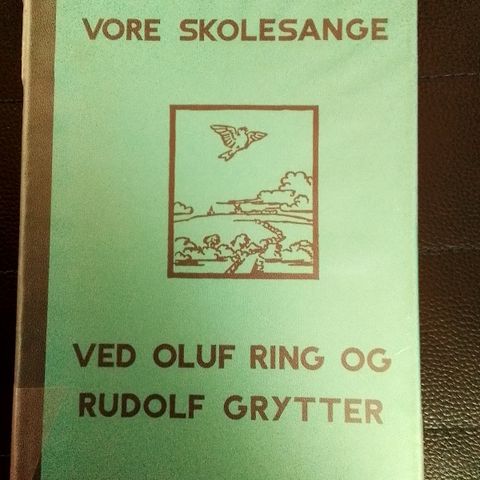 VORE SKOLESANGE
VED OLUF RING OG
RUDOLF GRYTTER